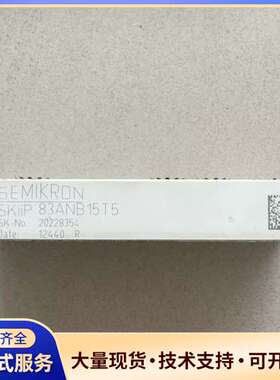 齐全
SEMIKRON
SKiiP 83ANB15T5
SK-No. 20228354
Date: 12440 R
式服务
大量现货·技术支持·可开